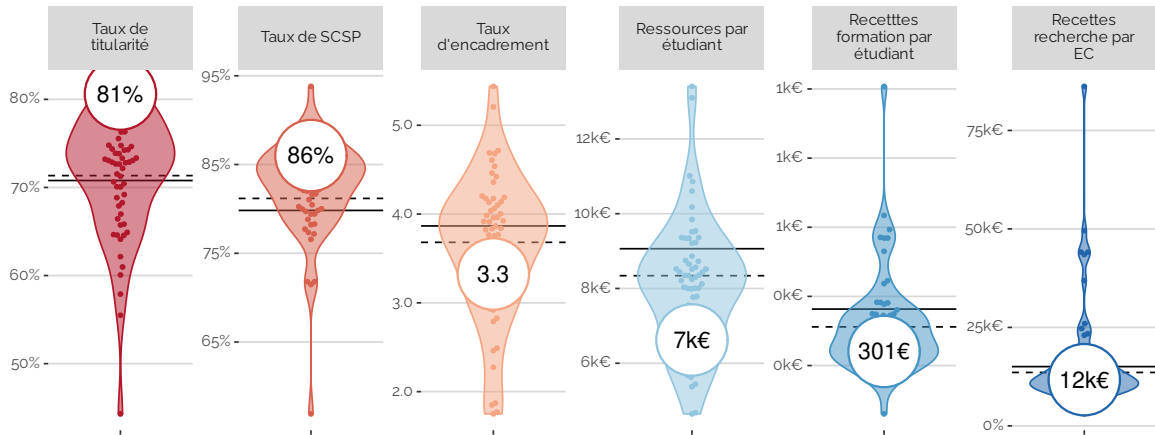 Taux de
titularité
Taux de SCSP
Taux
d'encadrement
Ressources par
étudiant
Recetttes
formation par
étudiant
Recettes
recherche par
EC
80%
70%
60%
50%
81%
95%
85%
75%
65%
86%
5.0
4.0
3.0
2.0
3.3
12k€
10k€
8k€
6k€
7k€
1k€
1k€
1k€
0k€
0k€
301€
75k€
50k€
25k€
0%
12k€